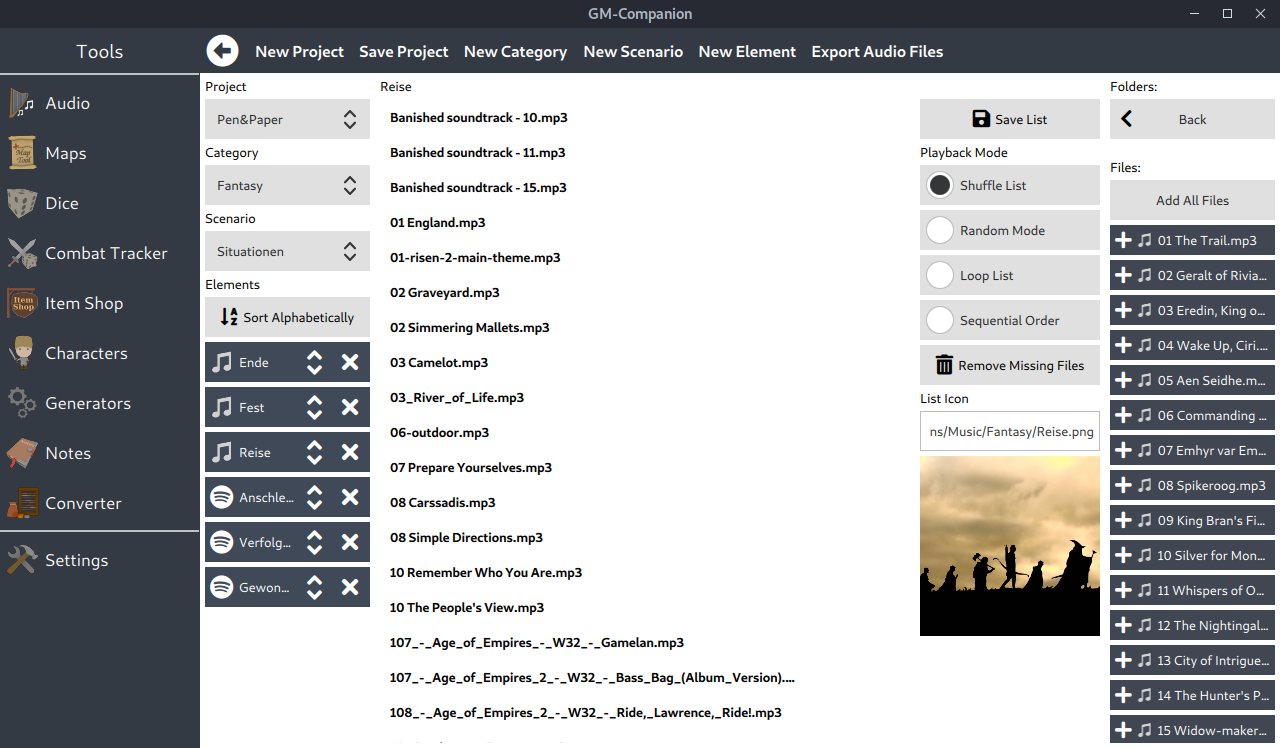 GM-Companion
Tools
New Project
Save Project
New Category
New Scenario
New Element
Export Audio Files
Audio
Maps
Dice
Combat Tracker
Item Shop
Characters
Generators
Notes
Converter
Settings
Map
Tool
Item
Shop
Project
Pen&Paper
Category
Fantasy
Scenario
Situationen
Elements
Sort Alphabetically
Ende
Fest
Reise
Anschle...
Verfolg...
Gewon...
Reise
Banished soundtrack - 10.mp3
Banished soundtrack - 11.mp3
Banished soundtrack - 15.mp3
01 England.mp3
01-risen-2-main-theme.mp3
02 Graveyard.mp3
02 Simmering Mallets.mp3
03 Camelot.mp3
03_River_of_Life.mp3
06-outdoor.mp3
07 Prepare Yourselves.mp3
08 Carssadis.mp3
08 Simple Directions.mp3
10 Remember Who You Are.mp3
10 The People's View.mp3
107_-_Age_of_Empires_-_W32_-_Gamelan.mp3
107_-_Age_of_Empires_2_-_W32_-_Bass_Bag_(Album_Version)....
108_-_Age_of_Empires_2_-_W32_-_Ride,_Lawrence,_Ride!.mp3
Save List
Playback Mode
Shuffle List
Random Mode
Loop List
Sequential Order
Remove Missing Files
List Icon
ns/Music/Fantasy/Reise.png
Folders:
Back
Files:
Add All Files
01 The Trail.mp3
02 Geralt of Rivia...
03 Eredin, King o...
04 Wake Up, Ciri....
05 Aen Seidhe.m...
06 Commanding ...
07 Emhyr var Em...
08 Spikeroog.mp3
09 King Bran's Fi...
10 Silver for Mon...
11 Whispers of O...
12 The Nightingal...
13 City of Intrigue...
14 The Hunter's P...
15 Widow-maker...